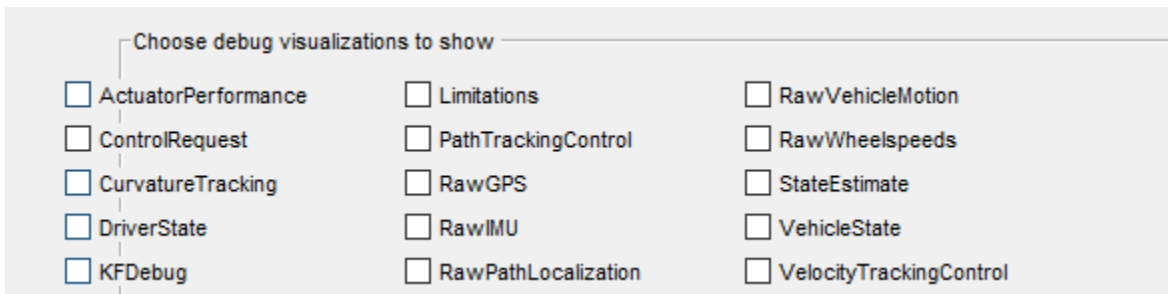 Choose debug visualizations to show
ActuatorPerformance
Limitations
RawVehicleMotion
ControlRequest
PathTrackingControl
RawWheelspeeds
CurvatureTracking
RawGPS
StateEstimate
DriverState
RawIMU
VehicleState
KFDebug
RawPathLocalization
VelocityTrackingControl